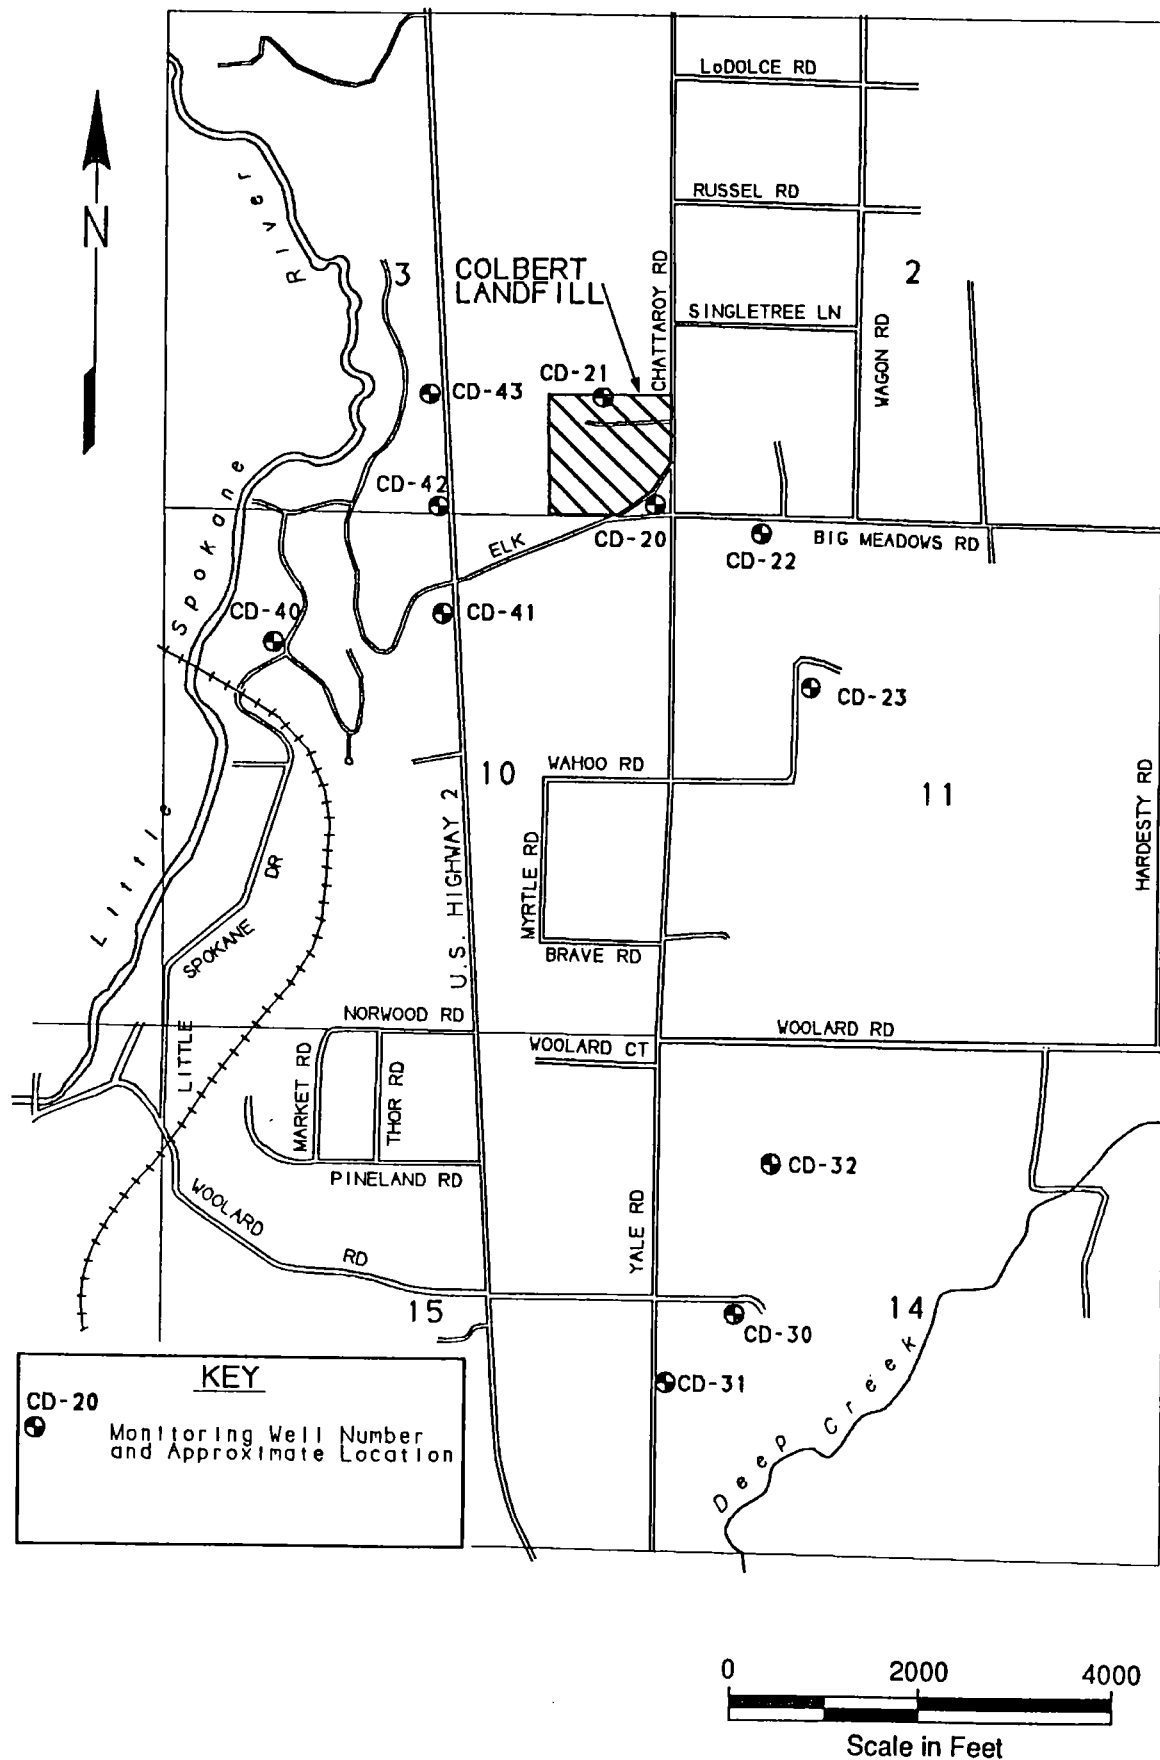 LoDOLCE RD
RUSSEL RD
N
River
3
COLBERT
LANDFILL
CHATTAROY RD
2
SINGLETREE LN
WAGON RD
CD-21
CD-43
CD-42
Spokane
ELK
CD-20
CD-22
BIG MEADOWS RD
CD-40
CD-41
CD-23
10
WAHOO RD
11
HARDESTY RD
Little
U.S. HIGHWAY 2
MYRTLE RD
DR
SPOKANE
BRAVE RD
NORWOOD RD
WOOLARD RD
LITTLE
WOOLARD CT
MARKET RD
THOR RD
PINELAND RD
CD-32
WOOLARD
RD
YALE RD
15
14
CD-30
CD-31
Deep Creek
KEY
CD-20
Monitoring Well Number
and Approximate Location
0 2000 4000
Scale in Feet